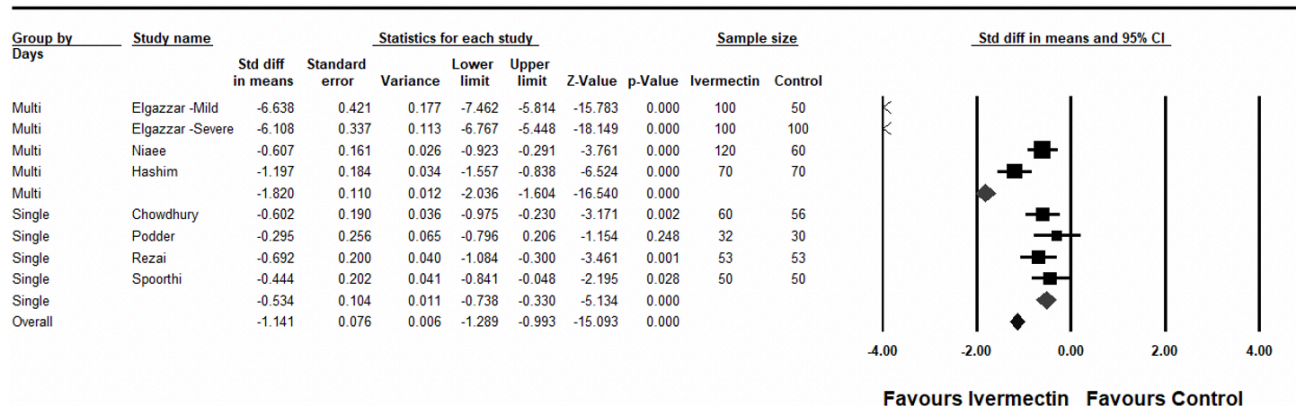 Group by Study name Statistics for each study Sample size Std diff in means and 95% CI
Days
Std diff Standard Lower Upper
in means error Variance limit limit Z-Value p-Value Ivermectin Control
Multi Elgazzar -Mild -6.638 0.421 0.177 -7.462 -5.814 -15.783 0.000 100 50
Multi Elgazzar -Severe -6.108 0.337 0.113 -6.767 -5.448 -18.149 0.000 100 100
Multi Niaee -0.607 0.161 0.026 -0.923 -0.291 -3.761 0.000 120 60
Multi Hashim -1.197 0.184 0.034 -1.557 -0.838 -6.524 0.000 70 70
Multi -1.820 0.110 0.012 -2.036 -1.604 -16.540 0.000
Single Chowdhury -0.602 0.190 0.036 -0.975 -0.230 -3.171 0.002 60 56
Single Podder -0.295 0.256 0.065 -0.796 0.206 -1.154 0.248 32 30
Single Rezai -0.692 0.200 0.040 -1.084 -0.300 -3.461 0.001 53 53
Single Spoorthi -0.444 0.202 0.041 -0.841 -0.048 -2.195 0.028 50 50
Single -0.534 0.104 0.011 -0.738 -0.330 -5.134 0.000
Overall -1.141 0.076 0.006 -1.289 -0.993 -15.093 0.000
-4.00 -2.00 0.00 2.00 4.00
Favours Ivermectin Favours Control